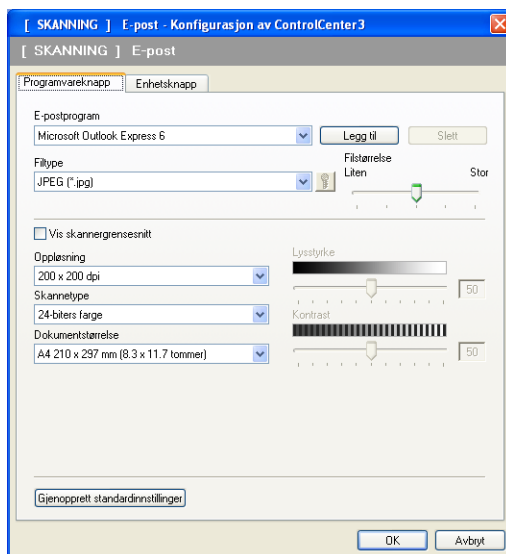 [ SKANNING ] E-post - Konfigurasjon av ControlCenter3
[ SKANNING ] E-post
Programvareknapp Enhetsknapp
E-postprogram
Microsoft Outlook Express 6 Legg til Slett
Filtype Filstørrelse
Liten Stor
JPEG (*.jpg)
Vis skannergrensesnitt
Oppløsning Lysstyrke
200 x 200 dpi 50
Skannetype
24-biters farge Kontrast
Dokumentstørrelse
A4 210 x 297 mm (8.3 x 11.7 tommer) 50
Gjenopprett standardinnstillinger
OK Avbryt